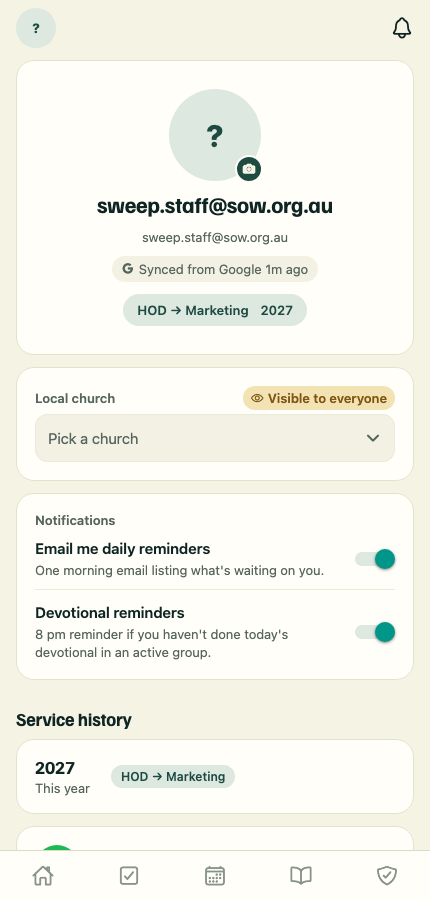 ?
?
sweep.staff@sow.org.au
sweep.staff@sow.org.au
G Synced from Google 1m ago
HOD → Marketing 2027
Local church
Visible to everyone
Pick a church
Notifications
Email me daily reminders
One morning email listing what's waiting on you.
Devotional reminders
8 pm reminder if you haven't done today's
devotional in an active group.
Service history
2027
HOD → Marketing
This year